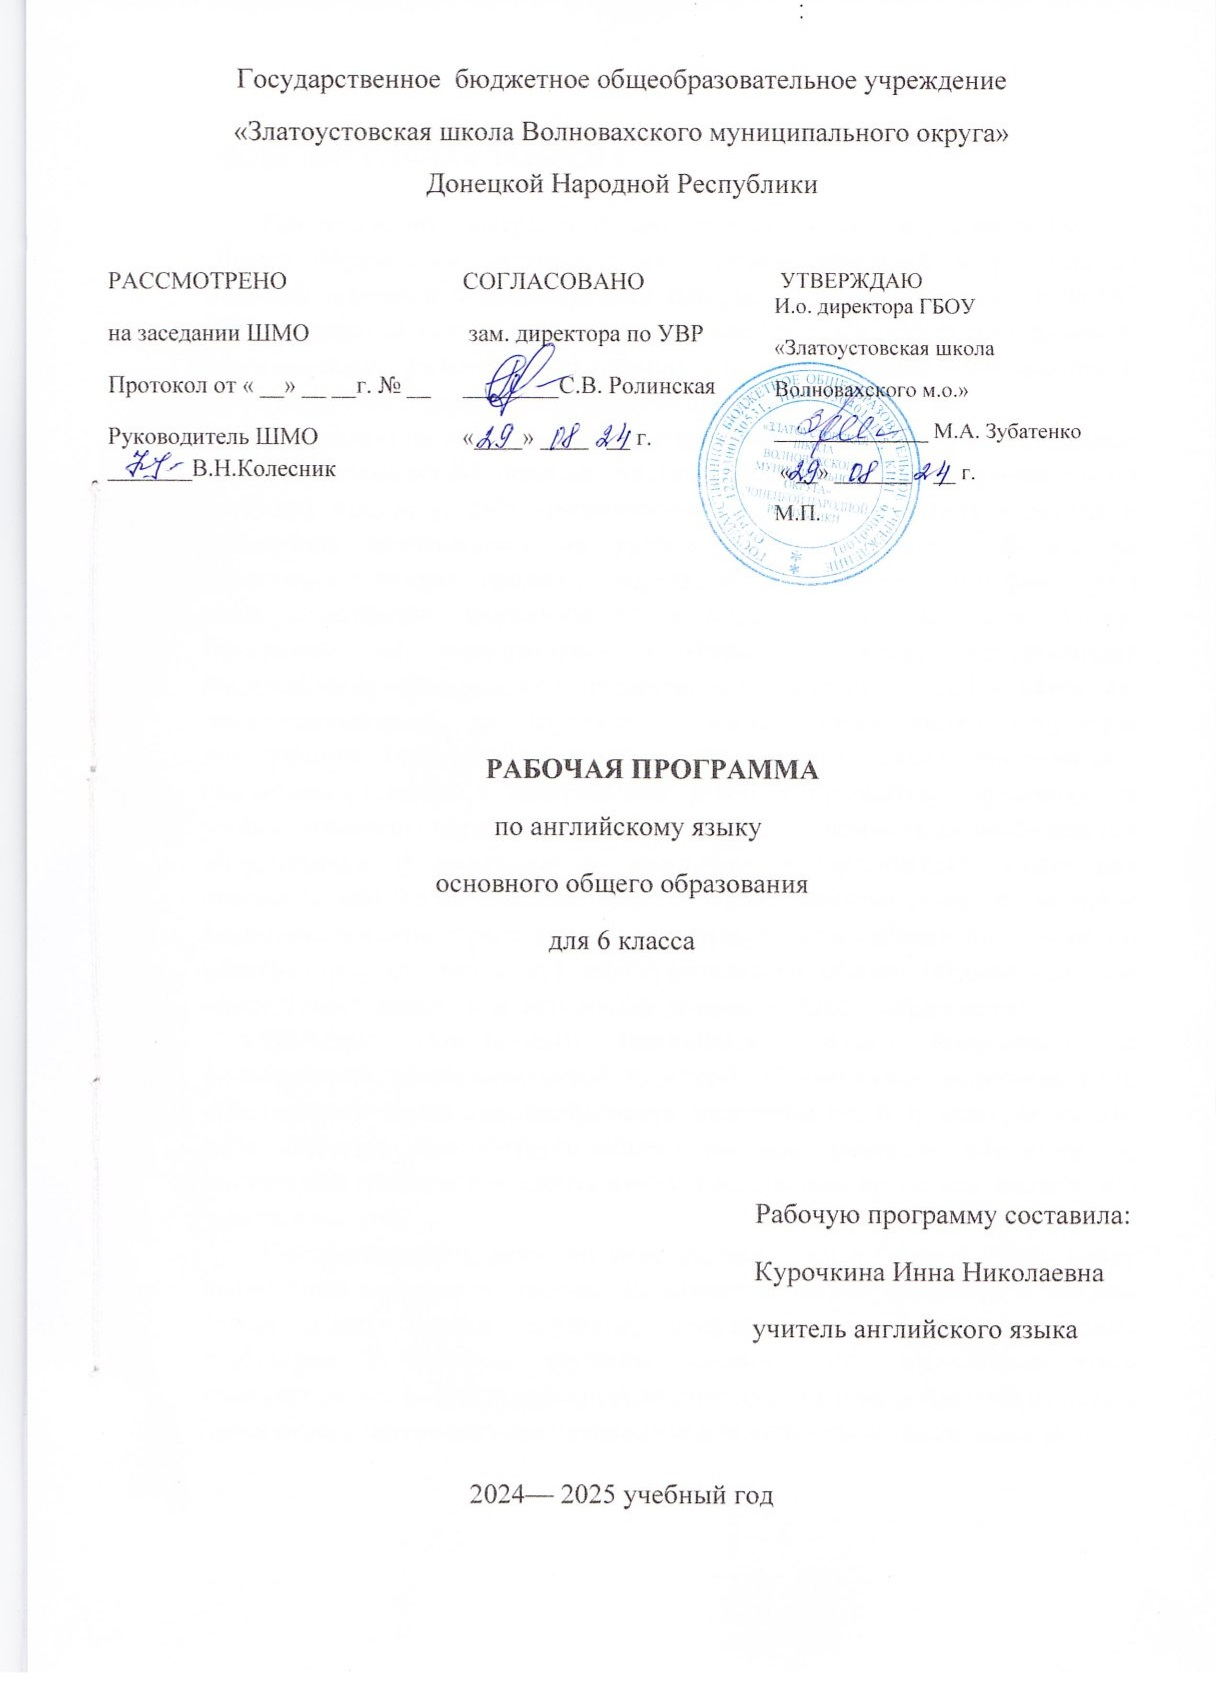 Государственное бюджетное общеобразовательное учреждение
«Златоустовская школа Волновахского муниципального округа»
Донецкой Народной Республики
РАССМОТРЕНО
на заседании ШМО
Протокол от « __» __ __г. № __
Руководитель ШМО
_______В.Н.Колесник
СОГЛАСОВАНО
зам. директора по УВР
________С.В. Ролинская
«29» 08 24 г.
УТВЕРЖДАЮ
И.о. директора ГБОУ
«Златоустовская школа
Волновахского м.о.»
_____________ М.А. Зубатенко
«29» 08 24 г.
М.П.
РАБОЧАЯ ПРОГРАММА
по английскому языку
основного общего образования
для 6 класса
Рабочую программу составила:
Курочкина Инна Николаевна
учитель английского языка
2024— 2025 учебный год